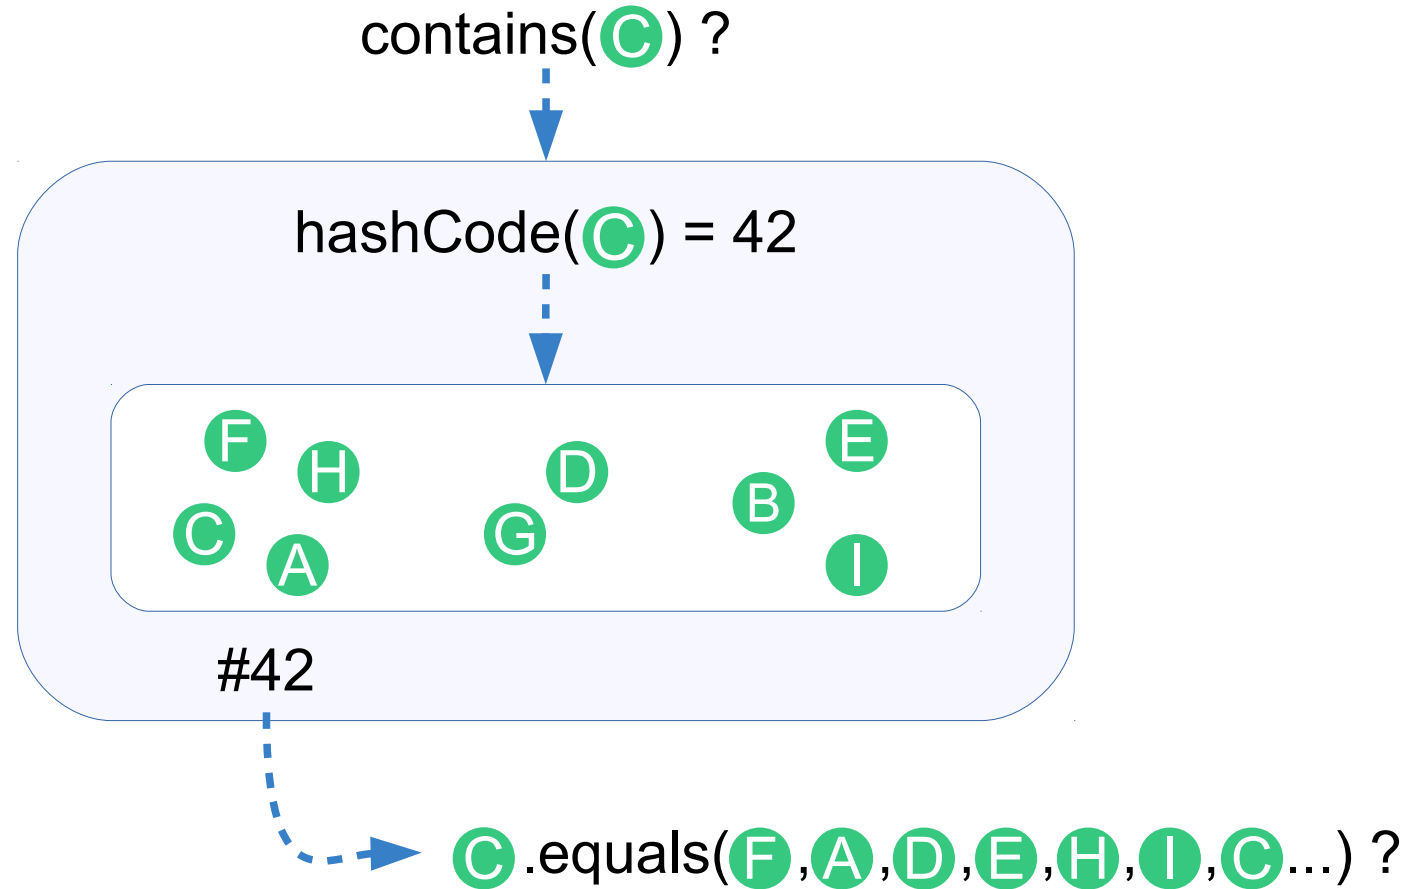 contains(C) ?
hashCode(C) = 42
F H D E
C A G B I
#42
C.equals(F,A,D,E,H,I,C...) ?